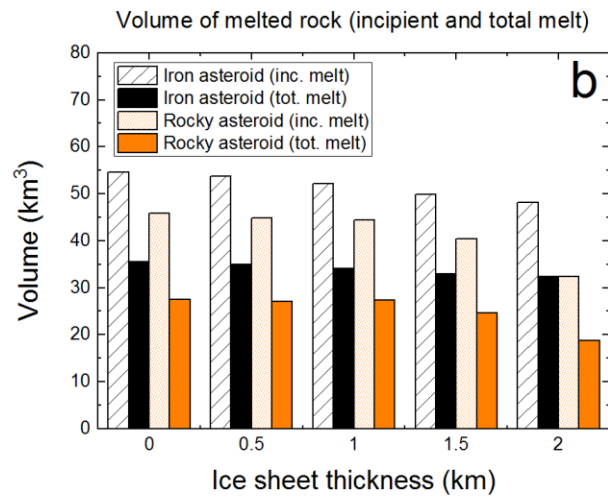 Volume of melted rock (incipient and total melt)
b
Iron asteroid (inc. melt)
Iron asteroid (tot. melt)
Rocky asteroid (inc. melt)
Rocky asteroid (tot. melt)
Volume (km³)
80
70
60
50
40
30
20
10
0
0 0.5 1 1.5 2
Ice sheet thickness (km)